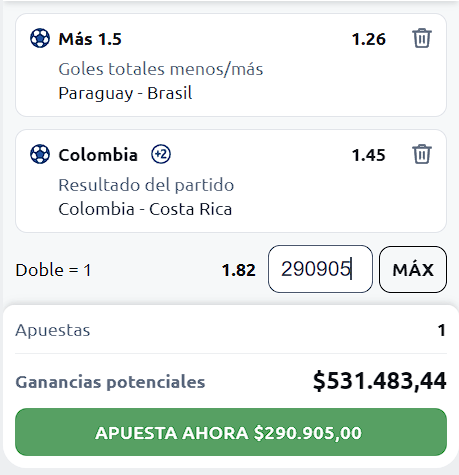 Más 1.5 1.26
Goles totales menos/más
Paraguay - Brasil
Colombia +2 1.45
Resultado del partido
Colombia - Costa Rica
Doble = 1 1.82 290905 MÁX
Apuestas 1
Ganancias potenciales $531.483,44
APUESTA AHORA $290.905,00